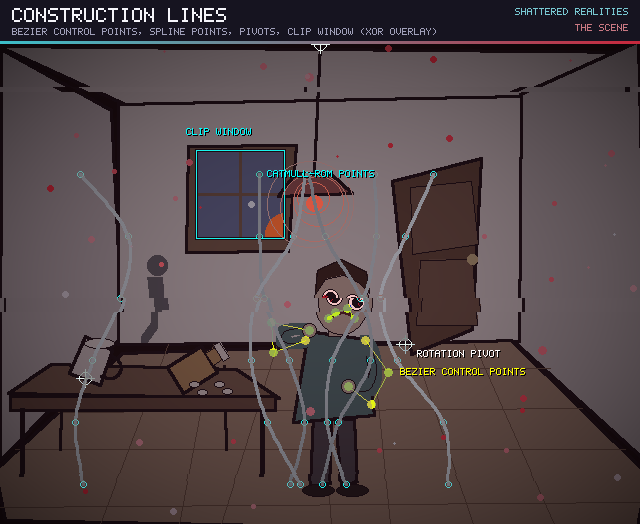 CONSTRUCTION LINES
SHATTERED REALITIES
BEZIER CONTROL POINTS, SPLINE POINTS, PIVOTS, CLIP WINDOW (XOR OVERLAY)
THE SCENE
CLIP WINDOW
CATMULL-ROM POINTS
ROTATION PIVOT
BEZIER CONTROL POINTS